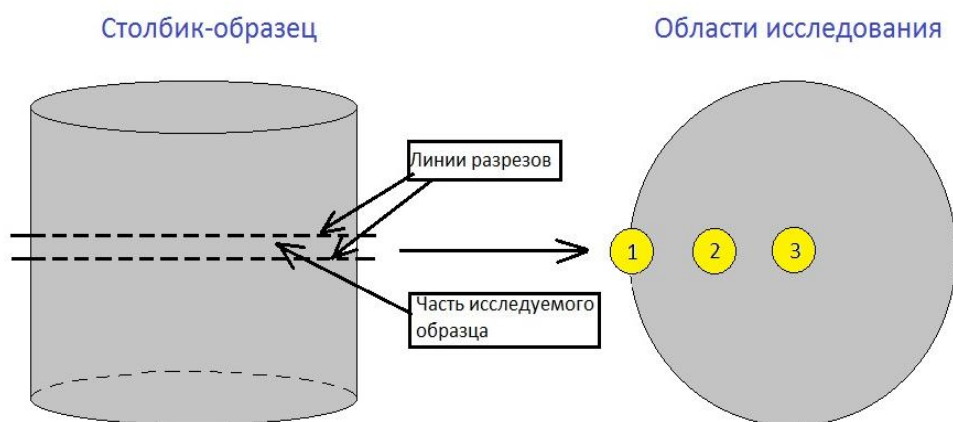 Столбик-образец
Области исследования
Линии разрезов
1
2
3
Часть исследуемого
образца